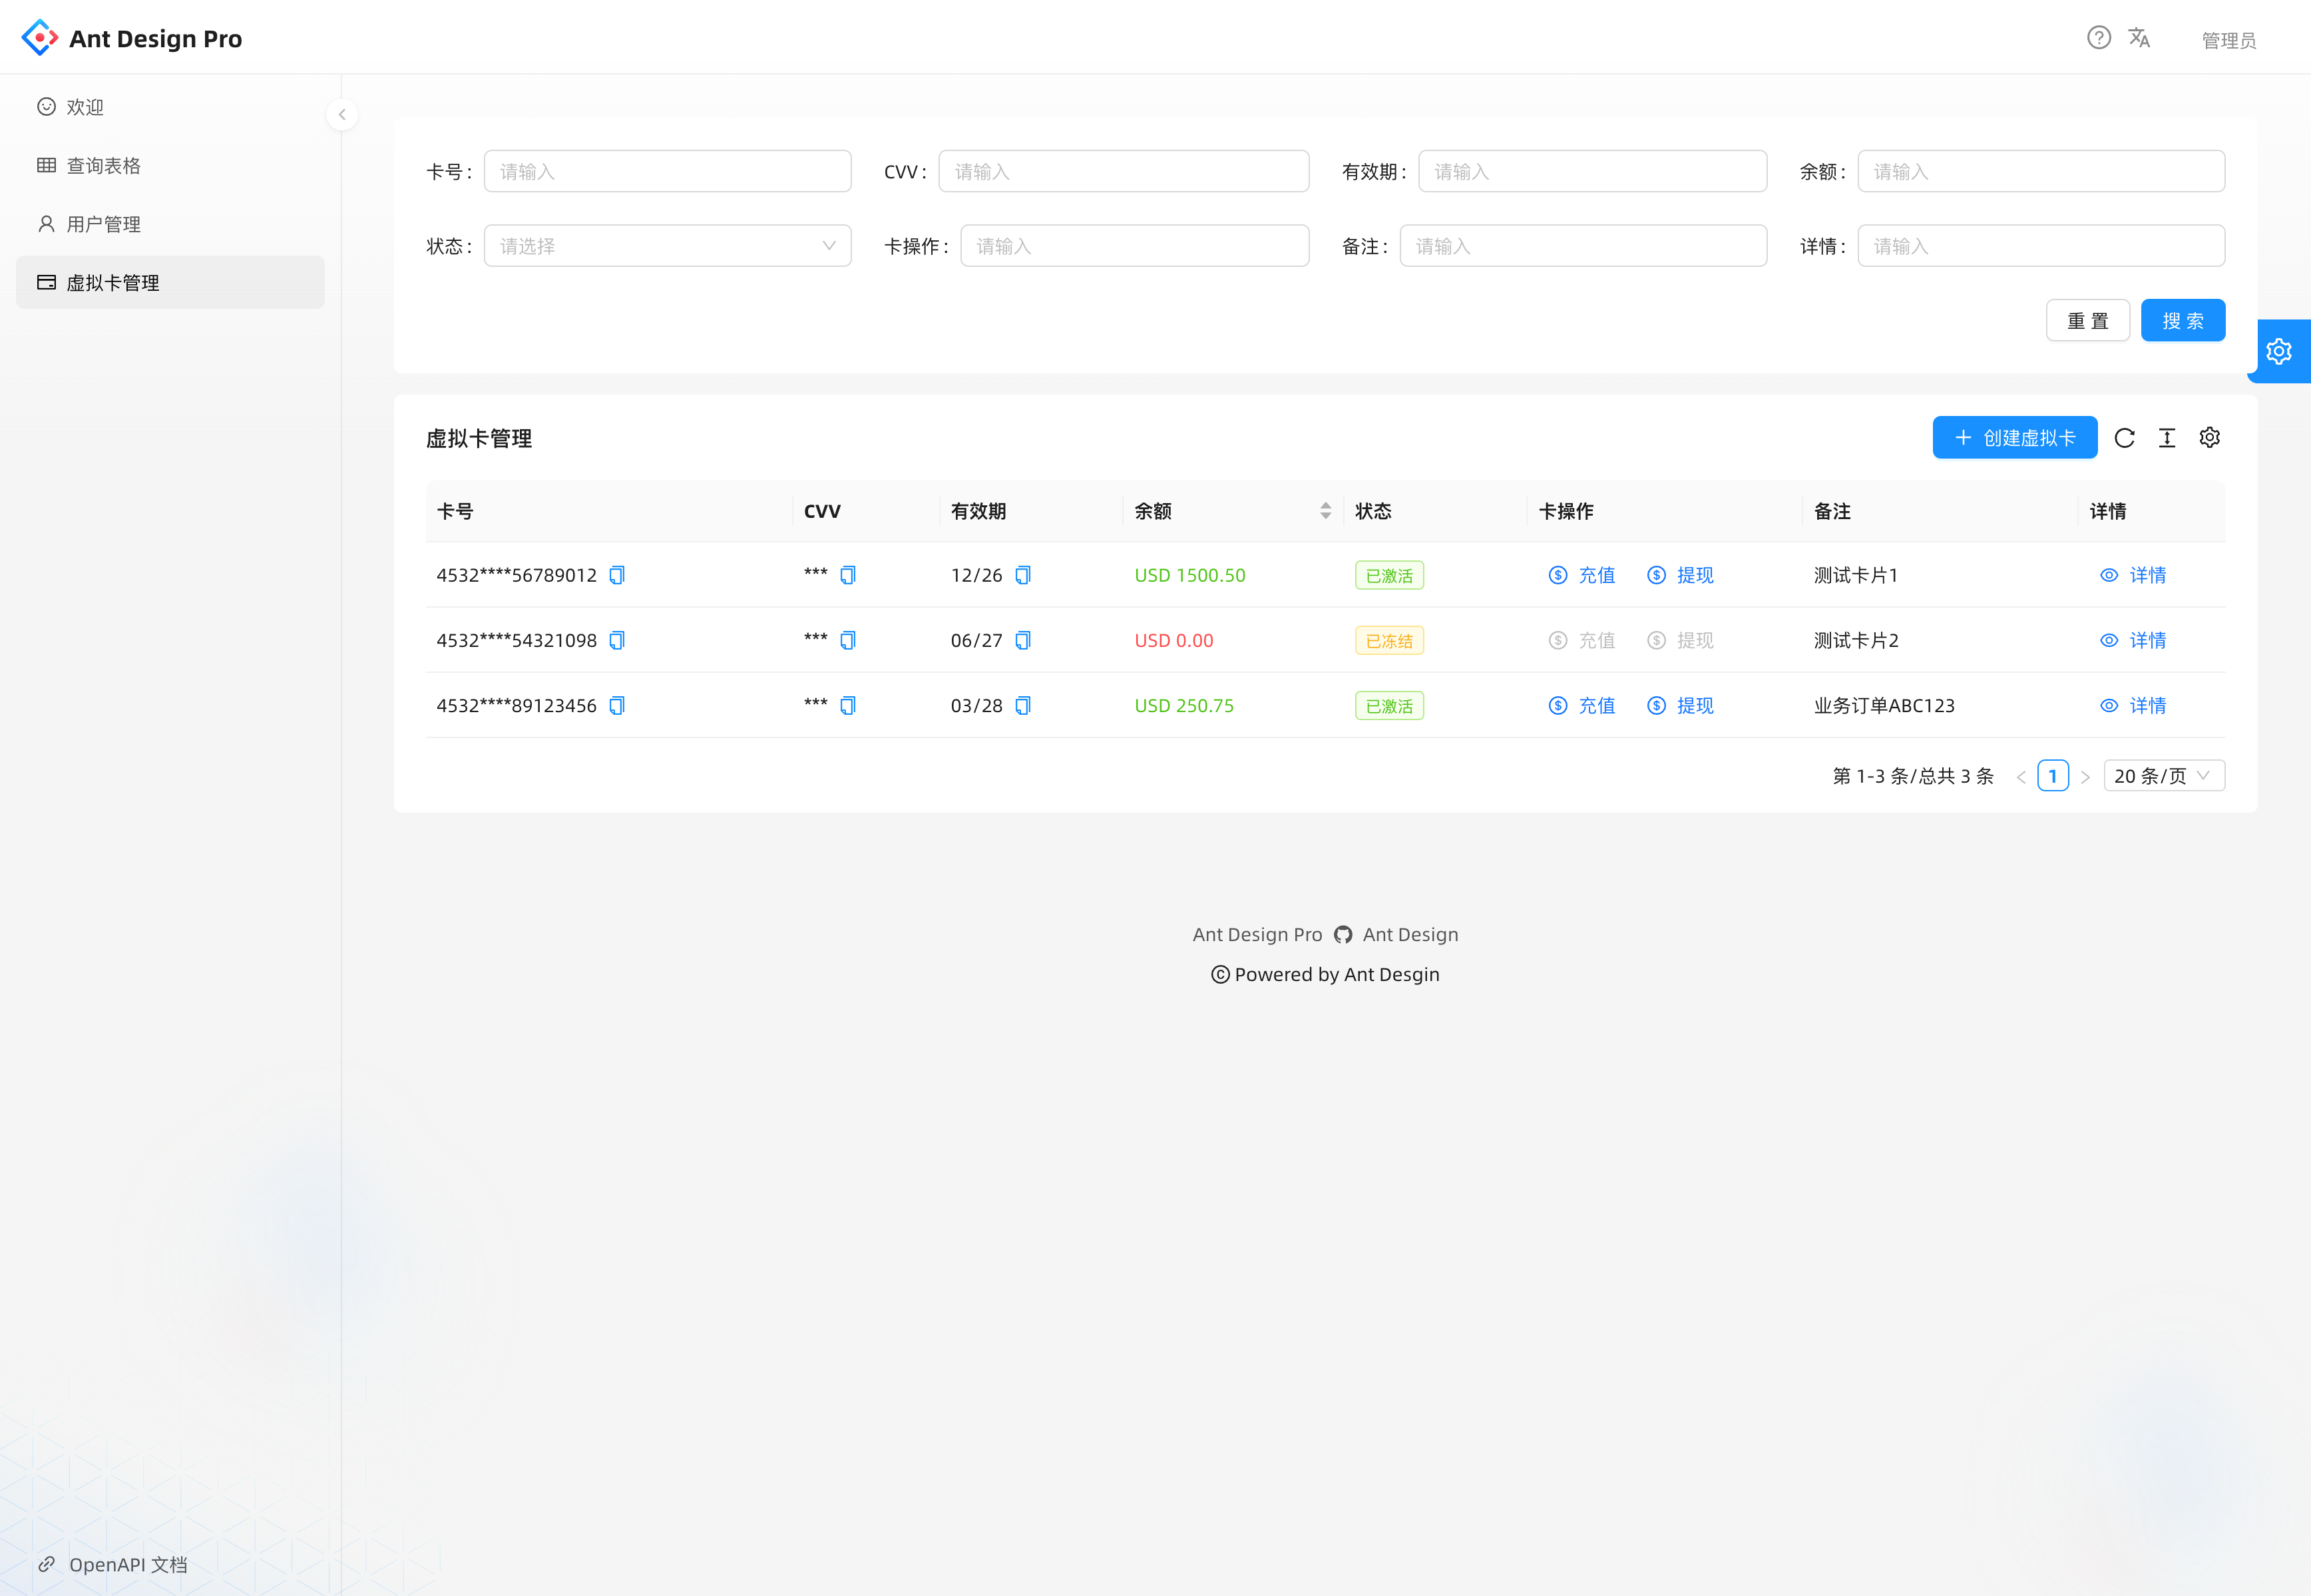 Ant Design Pro
管理员
欢迎
查询表格
用户管理
虚拟卡管理
OpenAPI 文档
卡号 : 请输入 CVV : 请输入 有效期 : 请输入 余额 : 请输入
状态 : 请选择 卡操作 : 请输入 备注 : 请输入 详情 : 请输入
重 置 搜 索
虚拟卡管理 创建虚拟卡
卡号 CVV 有效期 余额 状态 卡操作 备注 详情
4532****56789012 *** 12/26 USD 1500.50 已激活 充值 提现 测试卡片1 详情
4532****54321098 *** 06/27 USD 0.00 已冻结 充值 提现 测试卡片2 详情
4532****89123456 *** 03/28 USD 250.75 已激活 充值 提现 业务订单ABC123 详情
第 1-3 条/总共 3 条 < 1 > 20 条/页
Ant Design Pro Ant Design
© Powered by Ant Desgin